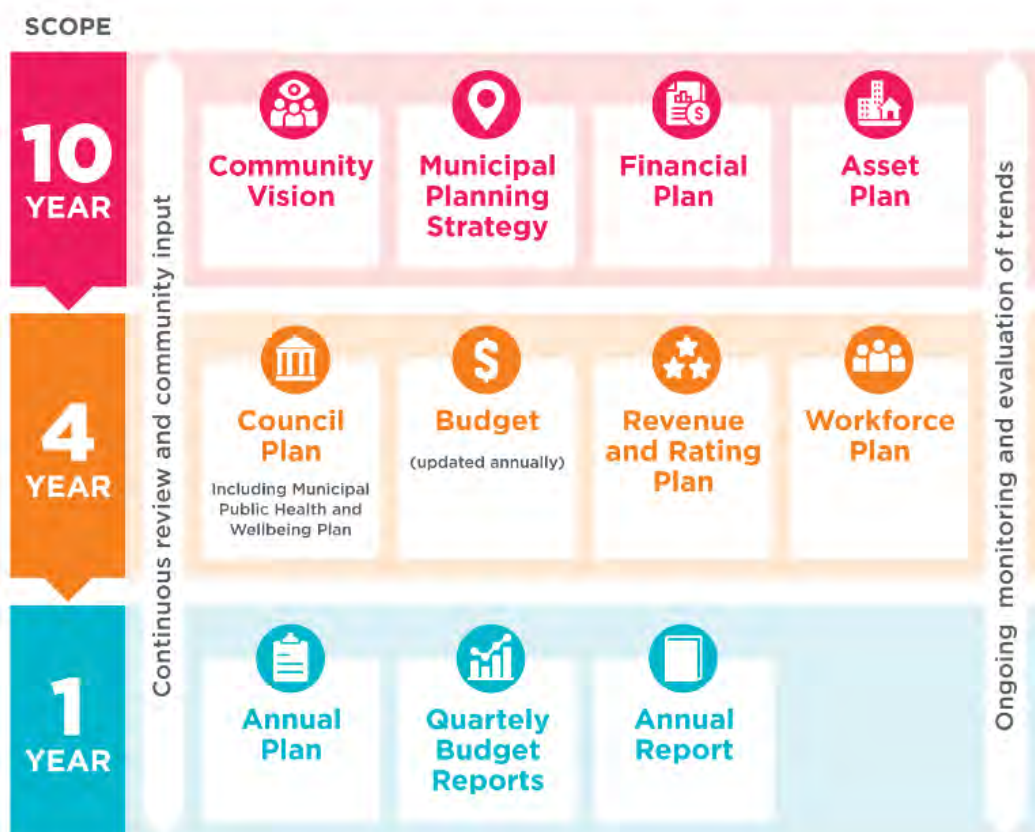 SCOPE
10
YEAR
Continuous review and community input
Community
Vision
Municipal
Planning
Strategy
Financial
Plan
Asset
Plan
Ongoing monitoring and evaluation of trends
4
YEAR
Council
Plan
Including Municipal
Public Health and
Wellbeing Plan
$
Budget
(updated annually)
Revenue
and Rating
Plan
Workforce
Plan
1
YEAR
Annual
Plan
Quartely
Budget
Reports
Annual
Report